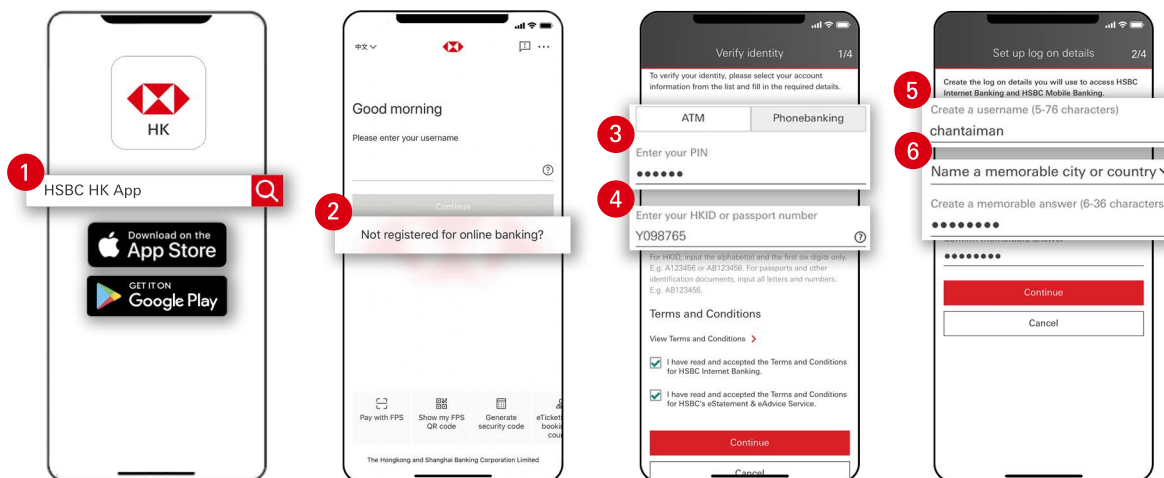 HK
1
HSBC HK App
Download on the
App Store
GET IT ON
Google Play
中文
Good morning
Please enter your username
Continue
2
Not registered for online banking?
Pay with FPS
Show my FPS
QR code
Generate
security code
eTicket
The Hongkong and Shanghai Banking Corporation Limited
Verify identity 1/4
To verify your identity, please select your account
information from the list and fill in the required details.
3
ATM Phonebanking
Enter your PIN
4
Enter your HKID or passport number
Y098765
For HKID, input the alphabet(s) and the first six digits only.
E.g. A123456 or AB123456. For passports and other
identification documents, input all letters and numbers.
E.g. AB123456.
Terms and Conditions
View Terms and Conditions
I have read and accepted the Terms and Conditions
for HSBC Internet Banking.
I have read and accepted the Terms and Conditions
for HSBC's eStatement & eAdvice Service.
Continue
Cancel
Set up log on details 2/4
Create the log on details you will use to access HSBC
Internet Banking and HSBC Mobile Banking.
5
Create a username (5-76 characters)
chantaiman
6
Name a memorable city or country
Create a memorable answer (6-36 characters
Confirm memorable answer
Continue
Cancel